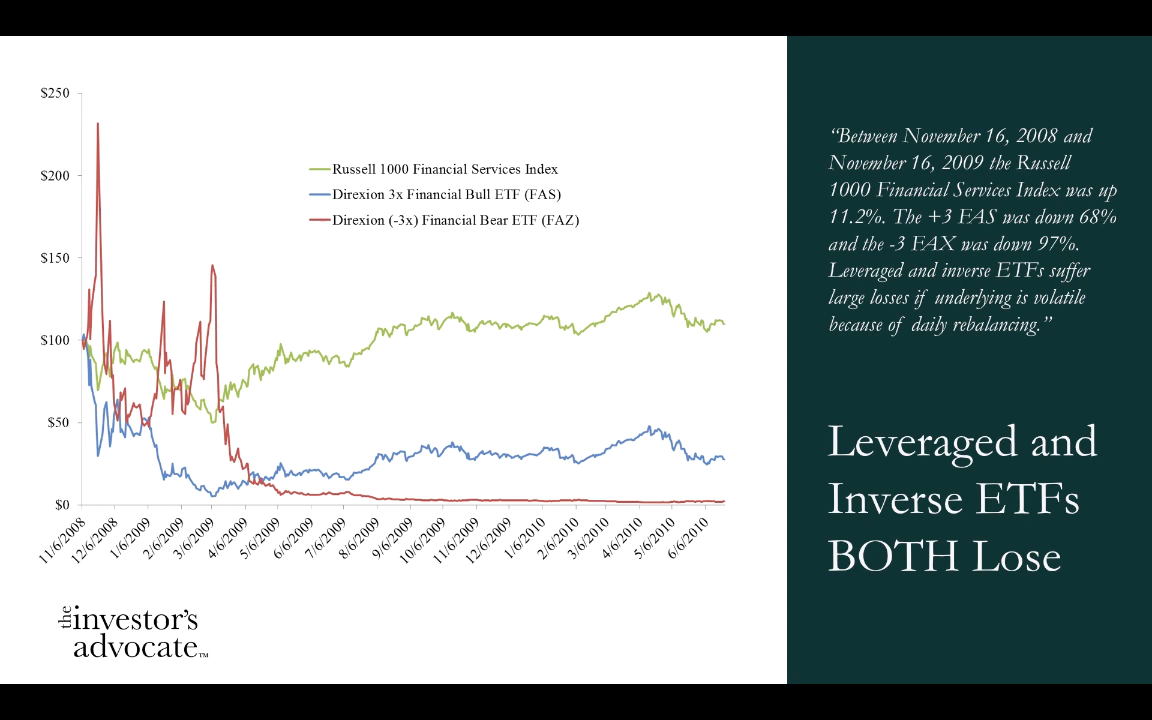 $250
$200
$150
$100
$50
$0
Russell 1000 Financial Services Index
Direxion 3x Financial Bull ETF (FAS)
Direxion (-3x) Financial Bear ETF (FAZ)
11/6/2008
12/6/2008
1/6/2009
2/6/2009
3/6/2009
4/6/2009
5/6/2009
6/6/2009
7/6/2009
8/6/2009
9/6/2009
10/6/2009
11/6/2009
12/6/2009
1/6/2010
2/6/2010
3/6/2010
4/6/2010
5/6/2010
6/6/2010
the investor's
advocate™
“Between November 16, 2008 and
November 16, 2009 the Russell
1000 Financial Services Index was up
11.2%. The +3 FAS was down 68%
and the -3 FAX was down 97%.
Leveraged and inverse ETFs suffer
large losses if underlying is volatile
because of daily rebalancing.”
Leveraged and
Inverse ETFs
BOTH Lose